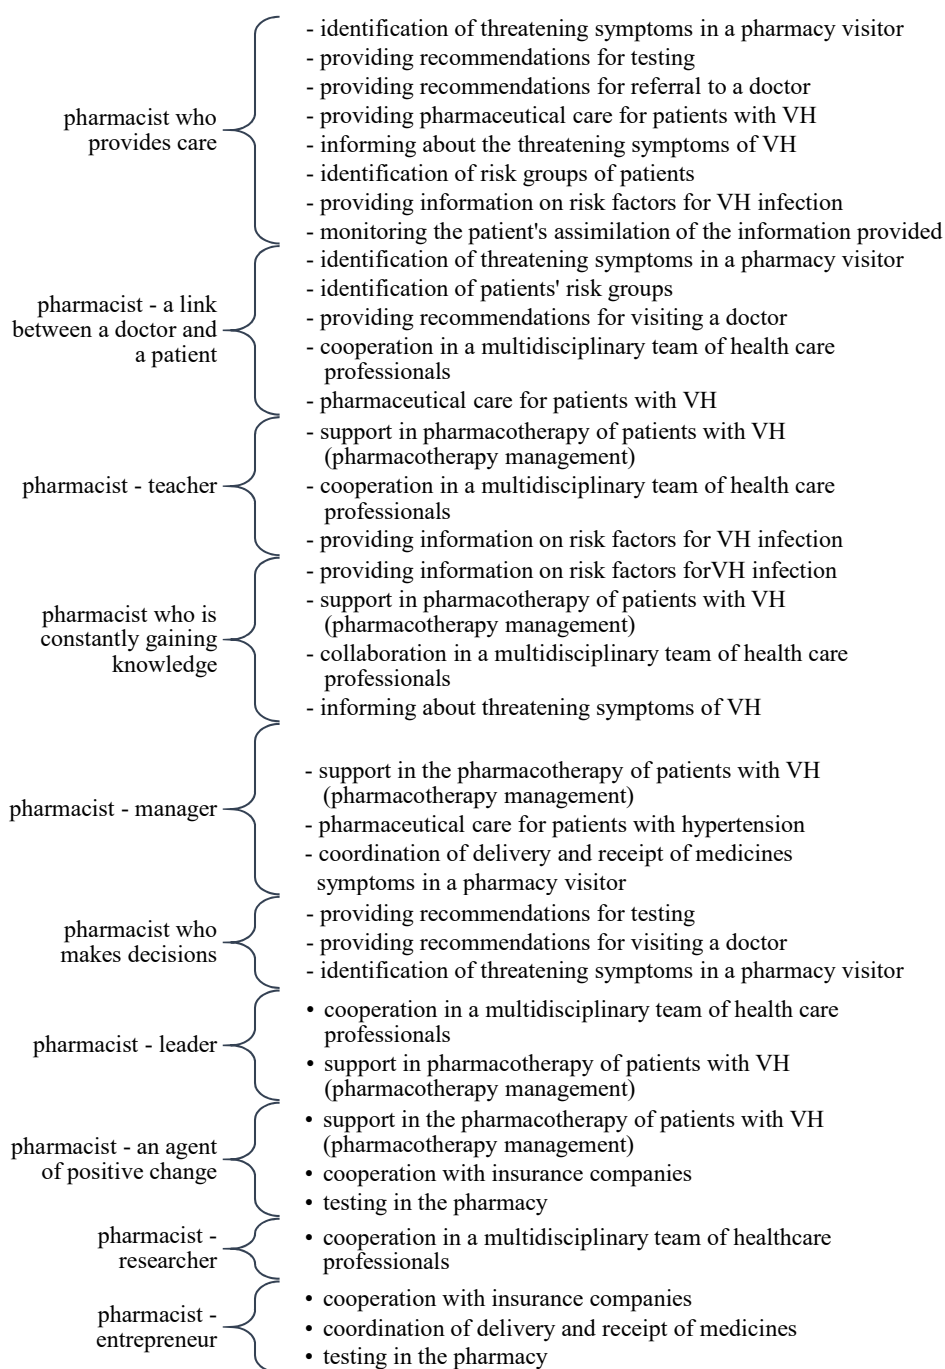 pharmacist who
provides care
- identification of threatening symptoms in a pharmacy visitor
- providing recommendations for testing
- providing recommendations for referral to a doctor
- providing pharmaceutical care for patients with VH
- informing about the threatening symptoms of VH
- identification of risk groups of patients
- providing information on risk factors for VH infection
- monitoring the patient's assimilation of the information provided
pharmacist - a link
between a doctor and
a patient
- identification of threatening symptoms in a pharmacy visitor
- identification of patients' risk groups
- providing recommendations for visiting a doctor
- cooperation in a multidisciplinary team of health care
professionals
- pharmaceutical care for patients with VH
pharmacist - teacher
- support in pharmacotherapy of patients with VH
(pharmacotherapy management)
- cooperation in a multidisciplinary team of health care
professionals
- providing information on risk factors for VH infection
pharmacist who is
constantly gaining
knowledge
- providing information on risk factors forVH infection
- support in pharmacotherapy of patients with VH
(pharmacotherapy management)
- collaboration in a multidisciplinary team of health care
professionals
- informing about threatening symptoms of VH
pharmacist - manager
- support in the pharmacotherapy of patients with VH
(pharmacotherapy management)
- pharmaceutical care for patients with hypertension
- coordination of delivery and receipt of medicines
symptoms in a pharmacy visitor
pharmacist who
makes decisions
- providing recommendations for testing
- providing recommendations for visiting a doctor
- identification of threatening symptoms in a pharmacy visitor
pharmacist - leader
• cooperation in a multidisciplinary team of health care
professionals
• support in pharmacotherapy of patients with VH
(pharmacotherapy management)
pharmacist - an agent
of positive change
• support in the pharmacotherapy of patients with VH
(pharmacotherapy management)
• cooperation with insurance companies
• testing in the pharmacy
pharmacist -
researcher
• cooperation in a multidisciplinary team of healthcare
professionals
pharmacist -
entrepreneur
• cooperation with insurance companies
• coordination of delivery and receipt of medicines
• testing in the pharmacy